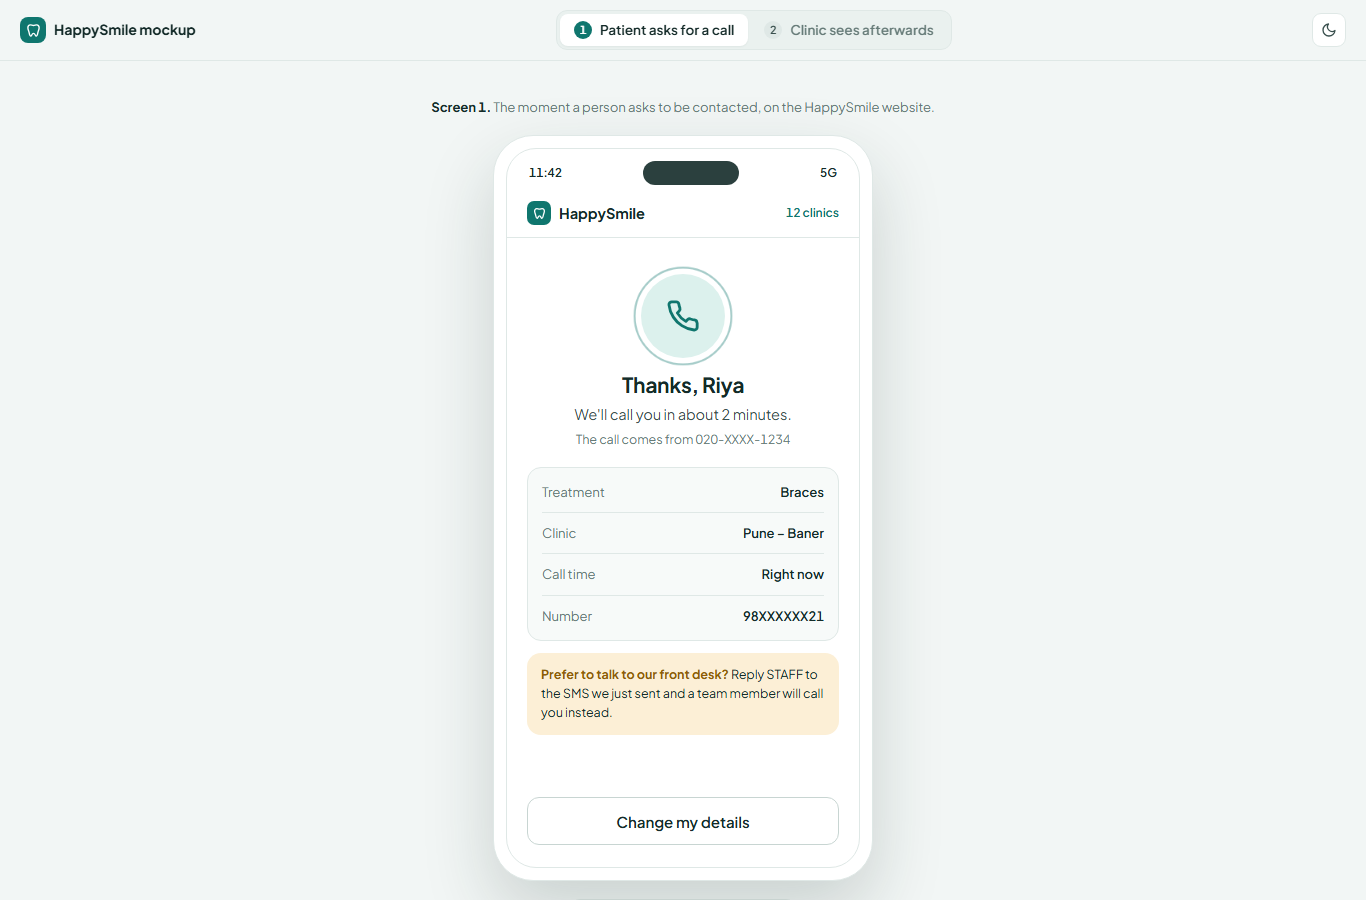 HappySmile mockup
1 Patient asks for a call
2 Clinic sees afterwards
Screen 1. The moment a person asks to be contacted, on the HappySmile website.
11:42
5G
HappySmile
12 clinics
Thanks, Riya
We'll call you in about 2 minutes.
The call comes from 020-XXXX-1234
Treatment Braces
Clinic Pune – Baner
Call time Right now
Number 98XXXXXX21
Prefer to talk to our front desk? Reply STAFF to
the SMS we just sent and a team member will call
you instead.
Change my details